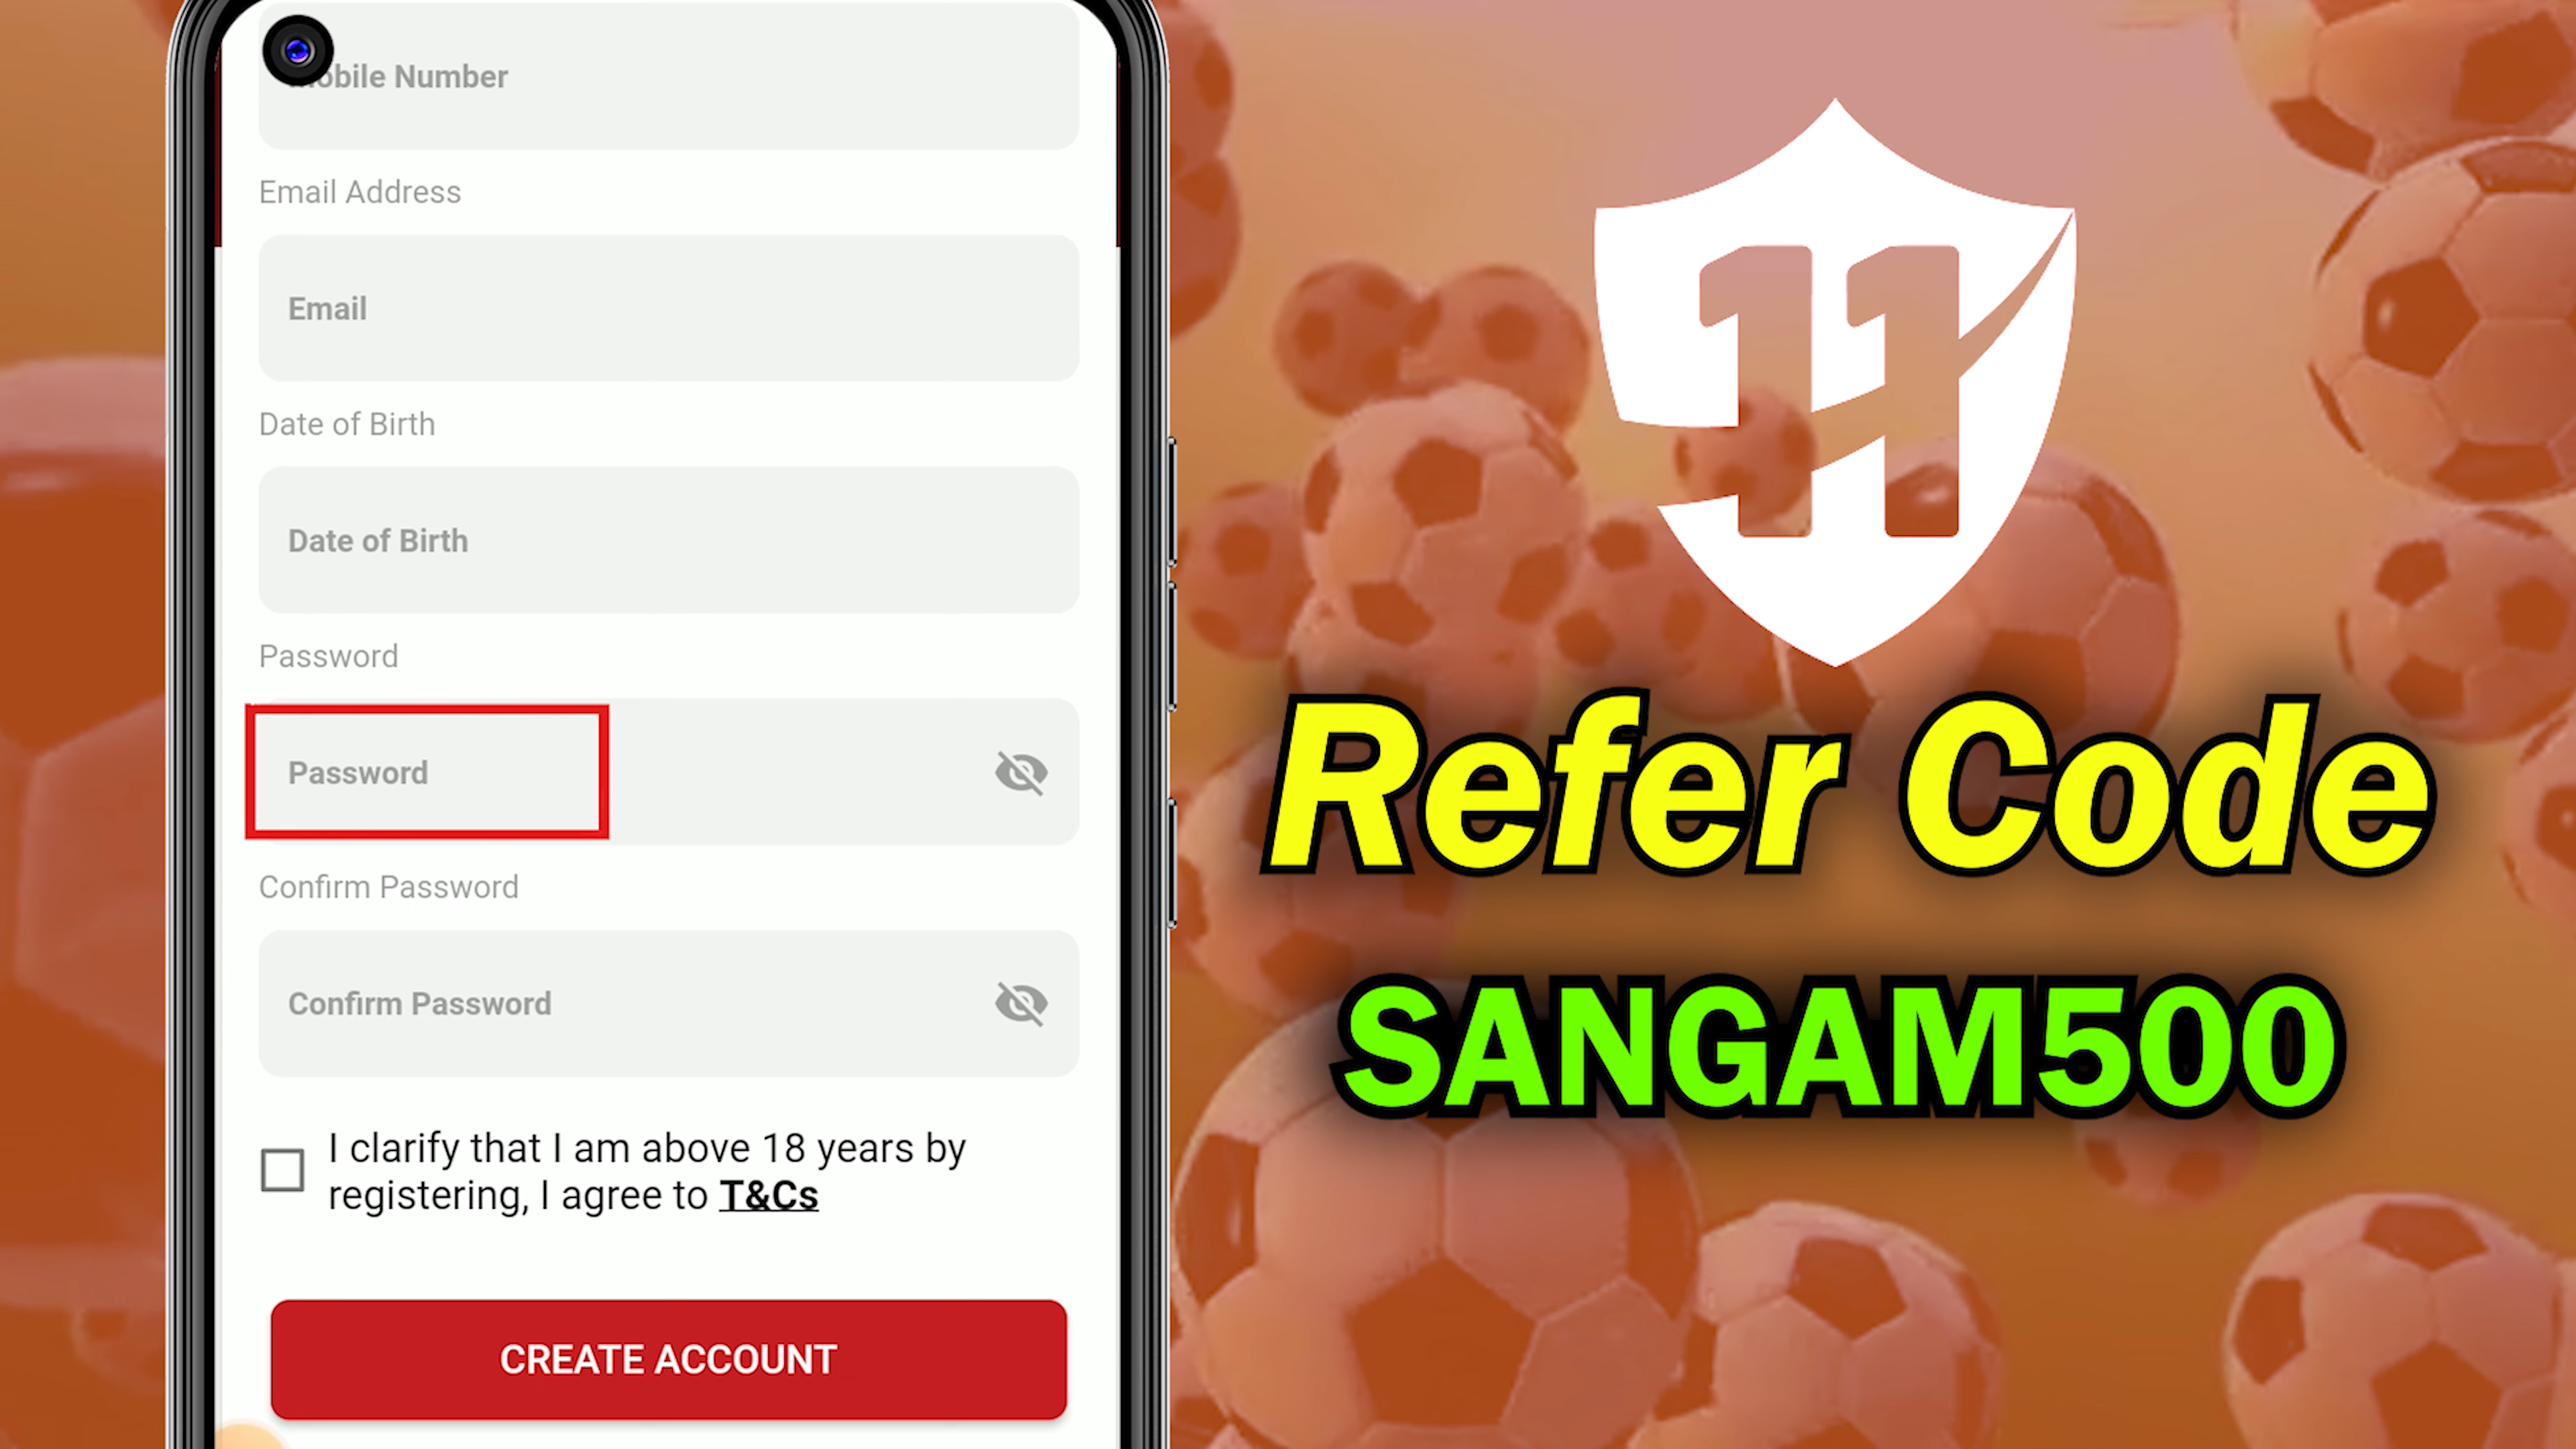 Mobile Number
Email Address
Email
Date of Birth
Date of Birth
Password
Password
Confirm Password
Confirm Password
I clarify that I am above 18 years by
registering, I agree to T&Cs
CREATE ACCOUNT
11
Refer Code
SANGAM500